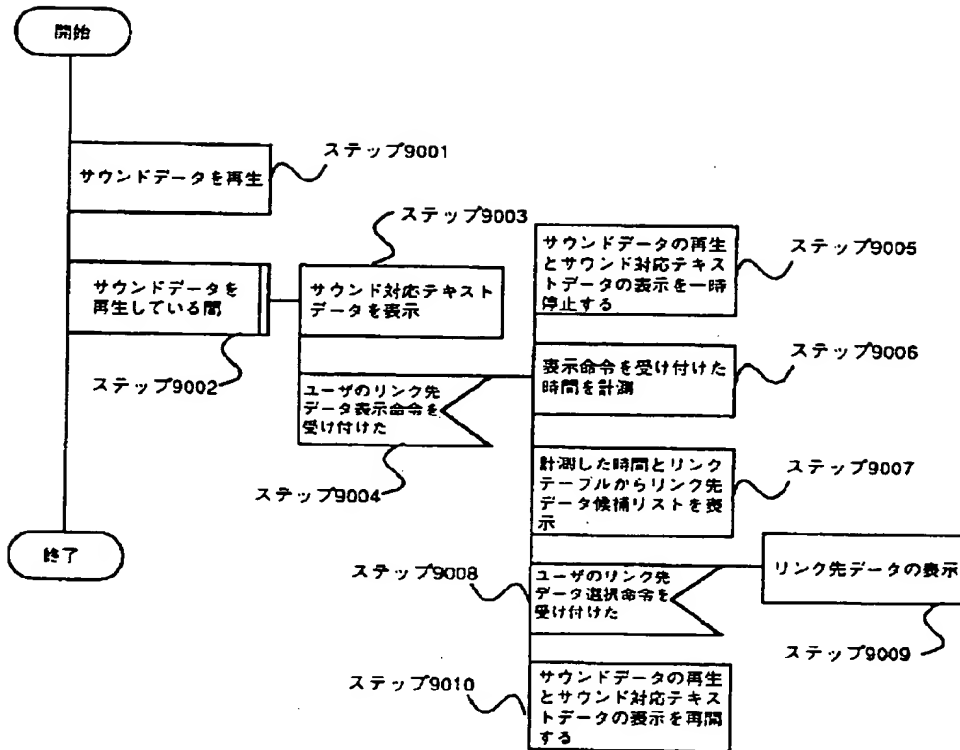 開始
ステップ9001
サウンドデータを再生
ステップ9003
サウンドデータを
再生している間
ステップ9002
サウンド対応テキスト
データを表示
ユーザのリンク先
データ表示命令を
受け付けた
ステップ9004
サウンドデータの再生
とサウンド対応テキス
トデータの表示を一時
停止する
ステップ9005
表示命令を受け付けた
時間を計測
ステップ9006
計測した時間とリンク
テーブルからリンク先
データ候補リストを表
示
ステップ9007
ステップ9008
ユーザのリンク先
データ選択命令を
受け付けた
リンク先データの表示
ステップ9009
ステップ9010
サウンドデータの再生
とサウンド対応テキス
トデータの表示を再開
する
終了